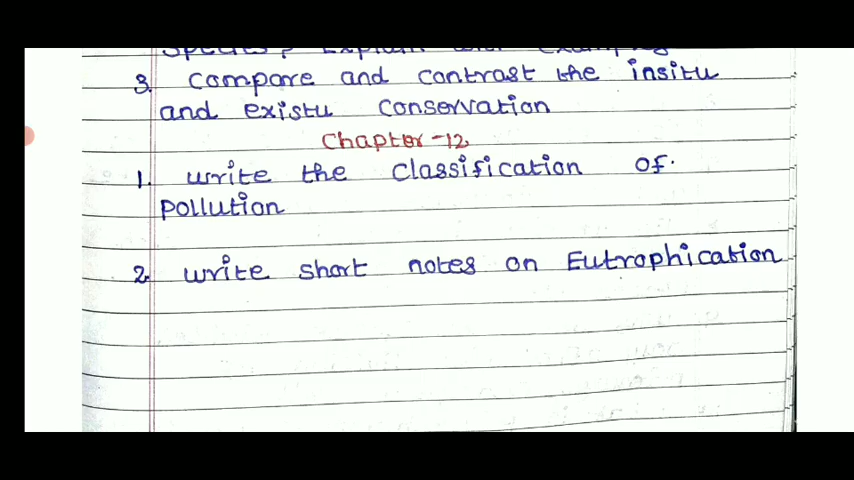 3. compare and contrast the insitu
and existu conservation
Chapter-12
1. write the classification of.
pollution
2. write short notes on Eutrophication